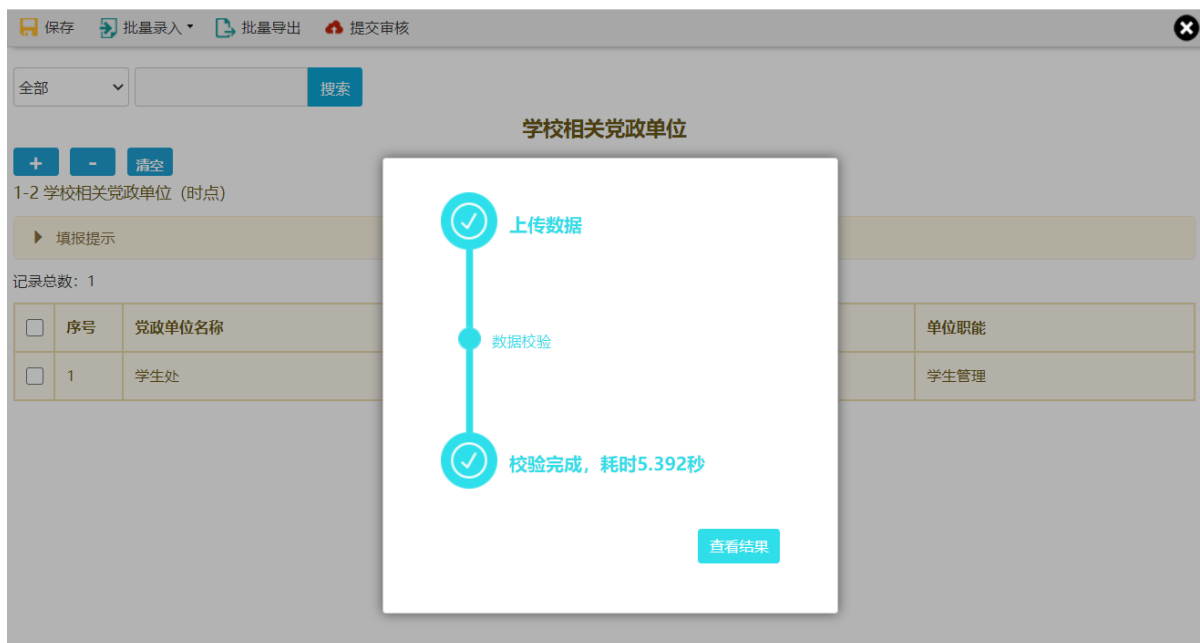 保存 批量录入 批量导出 提交审核
全部 搜索
学校相关党政单位
+ - 清空
1-2 学校相关党政单位（时点）
填报提示
记录总数：1
序号 党政单位名称 单位职能
1 学生处 学生管理
上传数据
数据校验
校验完成，耗时5.392秒
查看结果